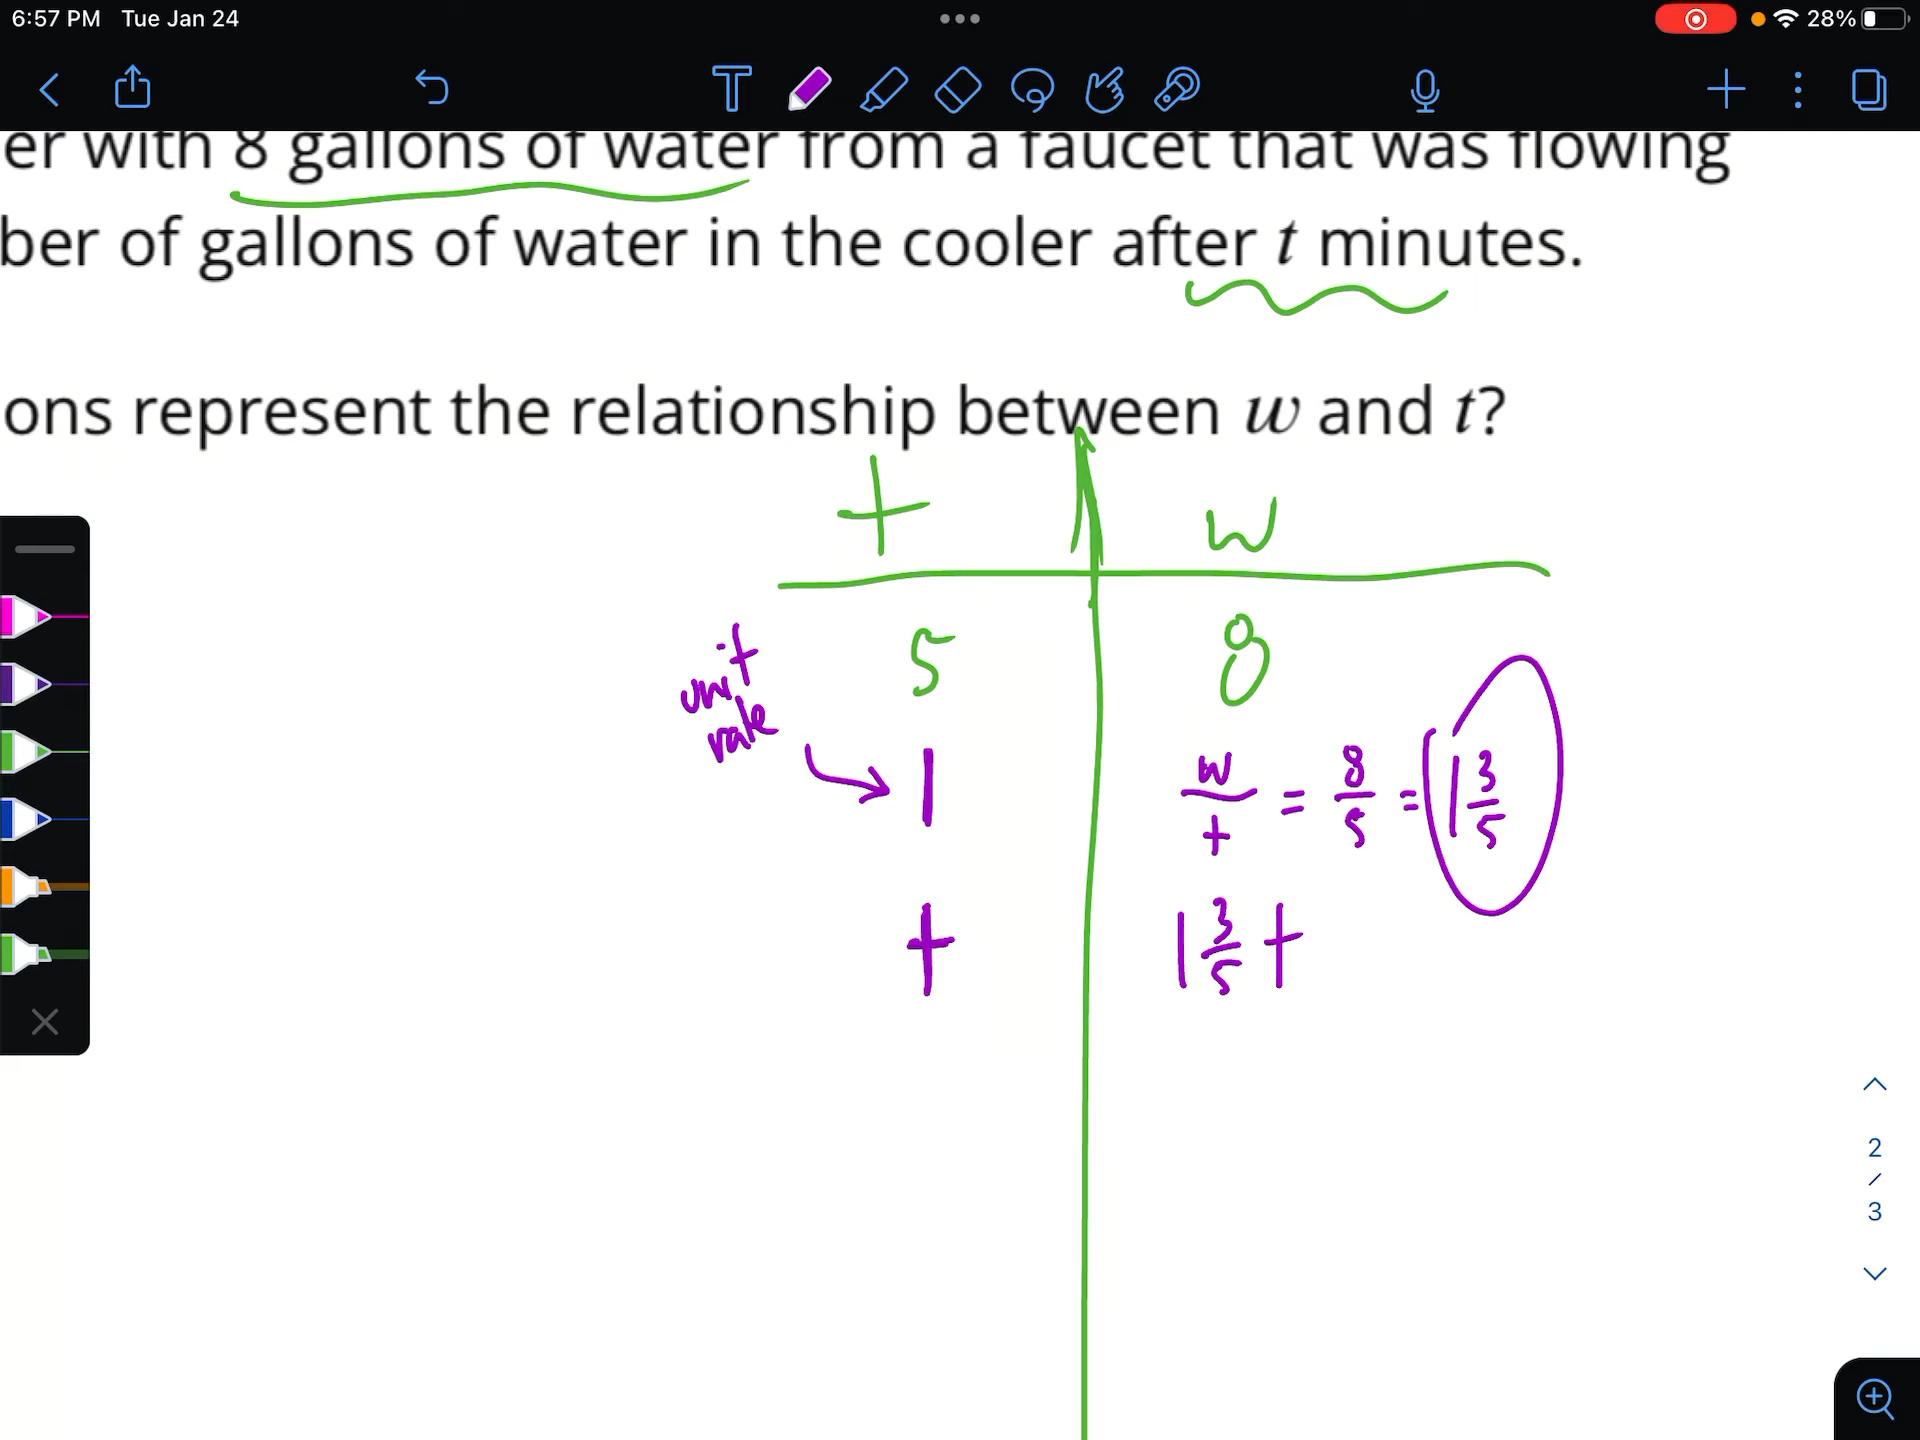 6:57 PM Tue Jan 24
28%
er with 8 gallons of water from a faucet that was flowing
ber of gallons of water in the cooler after t minutes.
ons represent the relationship between w and t?
t w
5 8
unit
rate
1 w/t = 8/5 = 1 3/5
t 1 3/5 t
2
/
3